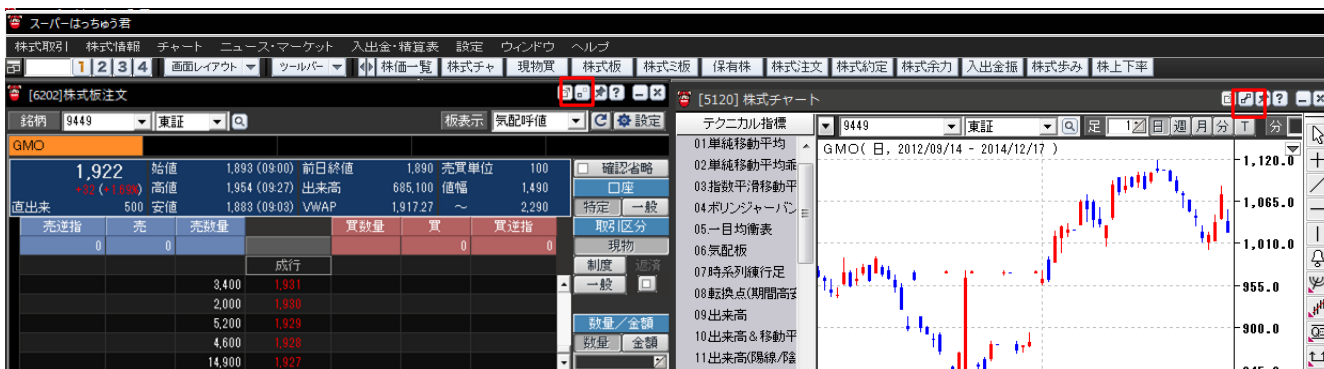 スーパーはっちゅう君
株式取引 株式情報 チャート ニュース・マーケット 入出金・精算表 設定 ウィンドウ ヘルプ
1 2 3 4 画面レイアウト ツールバー 株価一覧 株式チャ 現物買 株式板 株式ミ板 保有株 株式注文 株式約定 株式余力 入出金振 株式歩み 株上下率
[6202]株式板注文
銘柄 9449 東証 板表示 気配呼値 設定
GMO
1,922 始値 1,893 (09:00) 前日終値 1,890 売買単位 100 確認省略
+32 (+1.69%) 高値 1,954 (09:27) 出来高 685,100 値幅 1,490 口座
直出来 500 安値 1,883 (09:03) VWAP 1,917.27 ～ 2,290 特定 一般
売逆指 売 売数量 買数量 買 買逆指 取引区分
0 0 0 0 現物
成行 制度 返済
3,400 1,931 一般
2,000 1,930
5,200 1,929 数量／金額
4,600 1,928 数量 金額
14,900 1,927
[5120] 株式チャート
テクニカル指標 9449 東証 足 12 日 週 月 分 T 分
01単純移動平均
02単純移動平均乖
03指数平滑移動平
04ボリンジャーバン
05一目均衡表
06気配板
07時系列練行足
08転換点(期間高安
09出来高
10出来高＆移動平
11出来高(陽線/陰
GMO( 日, 2012/09/14 - 2014/12/17 )
1,120.0
1,065.0
1,010.0
955.0
900.0